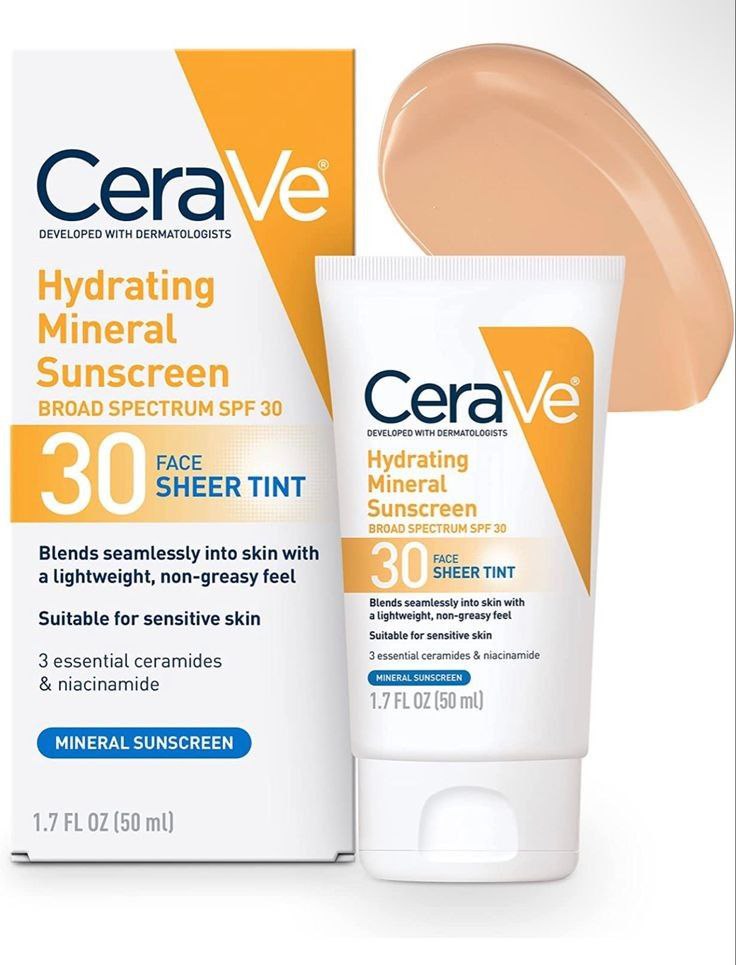 CeraVe®
DEVELOPED WITH DERMATOLOGISTS
Hydrating
Mineral
Sunscreen
BROAD SPECTRUM SPF 30
30 FACE
SHEER TINT
Blends seamlessly into skin with
a lightweight, non-greasy feel
Suitable for sensitive skin
3 essential ceramides
& niacinamide
MINERAL SUNSCREEN
1.7 FL OZ (50 ml)
CeraVe®
DEVELOPED WITH DERMATOLOGISTS
Hydrating
Mineral
Sunscreen
BROAD SPECTRUM SPF 30
30 FACE
SHEER TINT
Blends seamlessly into skin with
a lightweight, non-greasy feel
Suitable for sensitive skin
3 essential ceramides & niacinamide
MINERAL SUNSCREEN
1.7 FL OZ (50 ml)